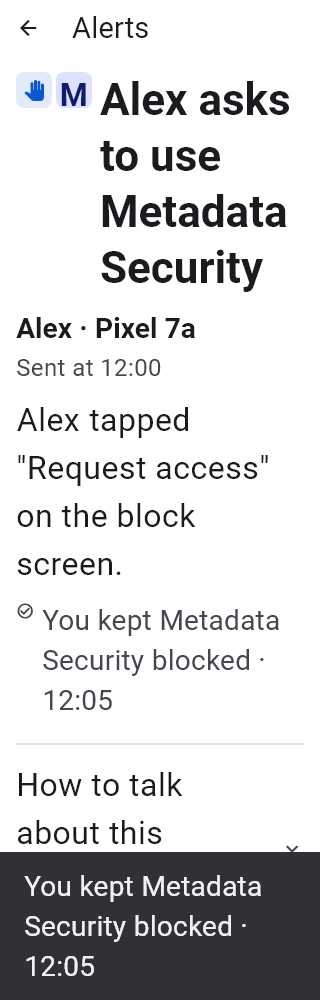 Alerts
M
Alex asks
to use
Metadata
Security
Alex · Pixel 7a
Sent at 12:00
Alex tapped
"Request access"
on the block
screen.
You kept Metadata
Security blocked ·
12:05
How to talk
about this
You kept Metadata
Security blocked ·
12:05